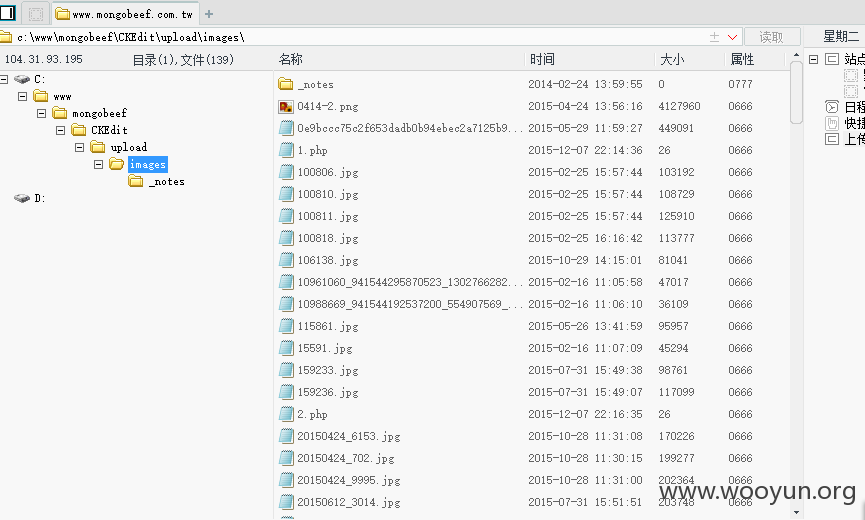 www.mongobeef.com.tw
c:\www\mongobeef\CKEdit\upload\images\
读取
星期二
104.31.93.195
目录(1),文件(139)
名称 时间 大小 属性
C:
www
mongobeef
CKEdit
upload
images
_notes
D:
_notes 2014-02-24 13:59:55 0 0777
0414-2.png 2015-04-24 13:56:16 4127960 0666
0e9bccc75c2f653dadb0b94ebec2a7125b9... 2015-05-29 11:59:27 449091 0666
1.php 2015-12-07 22:14:36 26 0666
100806.jpg 2015-02-25 15:57:44 103192 0666
100810.jpg 2015-02-25 15:57:44 108729 0666
100811.jpg 2015-02-25 15:57:44 125910 0666
100818.jpg 2015-02-25 16:16:42 113777 0666
106138.jpg 2015-10-29 14:15:01 81041 0666
10961060_941544295870523_1302766282... 2015-02-16 11:05:58 47017 0666
10988669_941544192537200_554907569_... 2015-02-16 11:06:10 36109 0666
115861.jpg 2015-05-26 13:41:59 95957 0666
15591.jpg 2015-02-16 11:07:09 45294 0666
159233.jpg 2015-07-31 15:49:38 98761 0666
159236.jpg 2015-07-31 15:49:07 117099 0666
2.php 2015-12-07 22:16:35 26 0666
20150424_6153.jpg 2015-10-28 11:31:08 170226 0666
20150424_702.jpg 2015-10-28 11:30:15 199277 0666
20150424_9995.jpg 2015-10-28 11:31:00 202364 0666
20150612_3014.jpg 2015-07-31 15:51:51 203748 0666
站点
日程
快捷
上传
www.wooyun.org